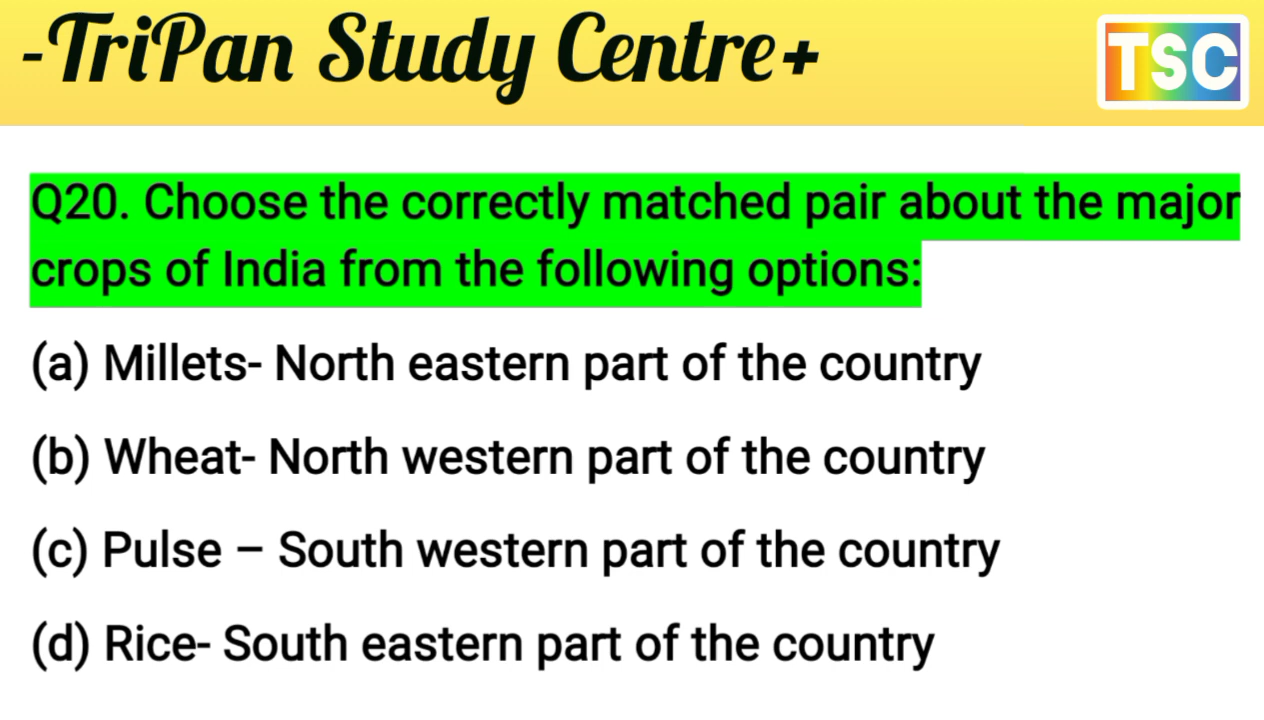 -TriPan Study Centre+
TSC
Q20. Choose the correctly matched pair about the major
crops of India from the following options:
(a) Millets- North eastern part of the country
(b) Wheat- North western part of the country
(c) Pulse – South western part of the country
(d) Rice- South eastern part of the country